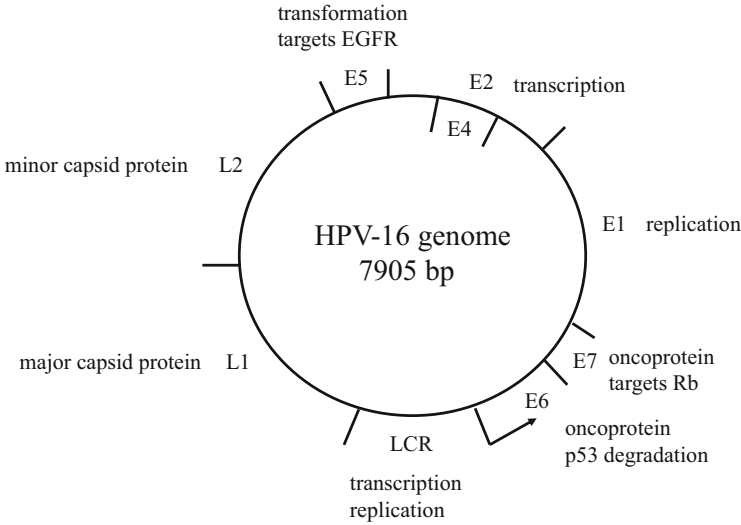 transformation
targets EGFR
E5
E2 transcription
E4
minor capsid protein L2
E1 replication
HPV-16 genome
7905 bp
major capsid protein L1
E7 oncoprotein
targets Rb
E6
oncoprotein
p53 degradation
LCR
transcription
replication